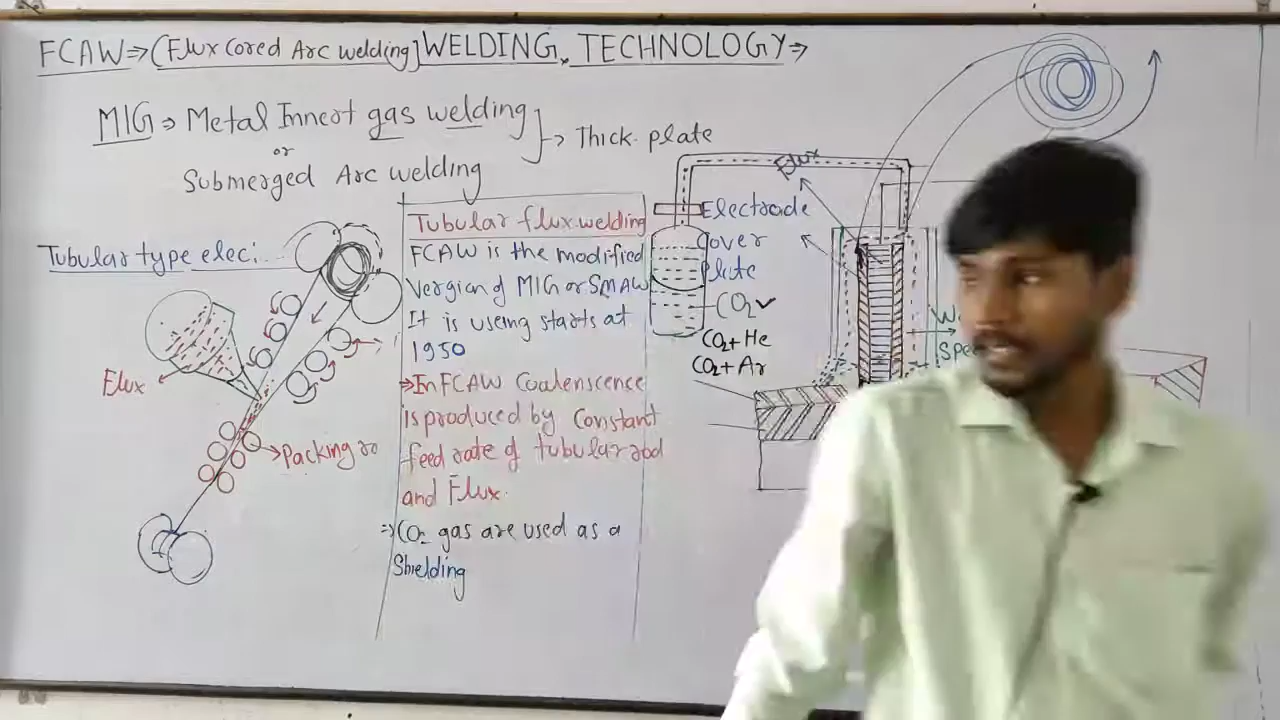 FCAW⇒(Flux Cored Arc welding] WELDING, TECHNOLOGY⇒
MIG ⇒ Metal Innert gas welding
or
Submerged Arc welding
→ Thick plate
Tubular type elec:
Flux
Packing ro
Tubular flux welding
FCAW is the modified
Vergian of MIG or SMAW
It is useing starts at
1950
⇒In FCAW Coalenscence
is produced by Constant
feed rate of tubular rod
and Flux.
⇒ CO₂ gas are used as a
Shielding
Flux
Electrode
Cover
Plate
CO₂
CO₂+He
CO₂+Ar